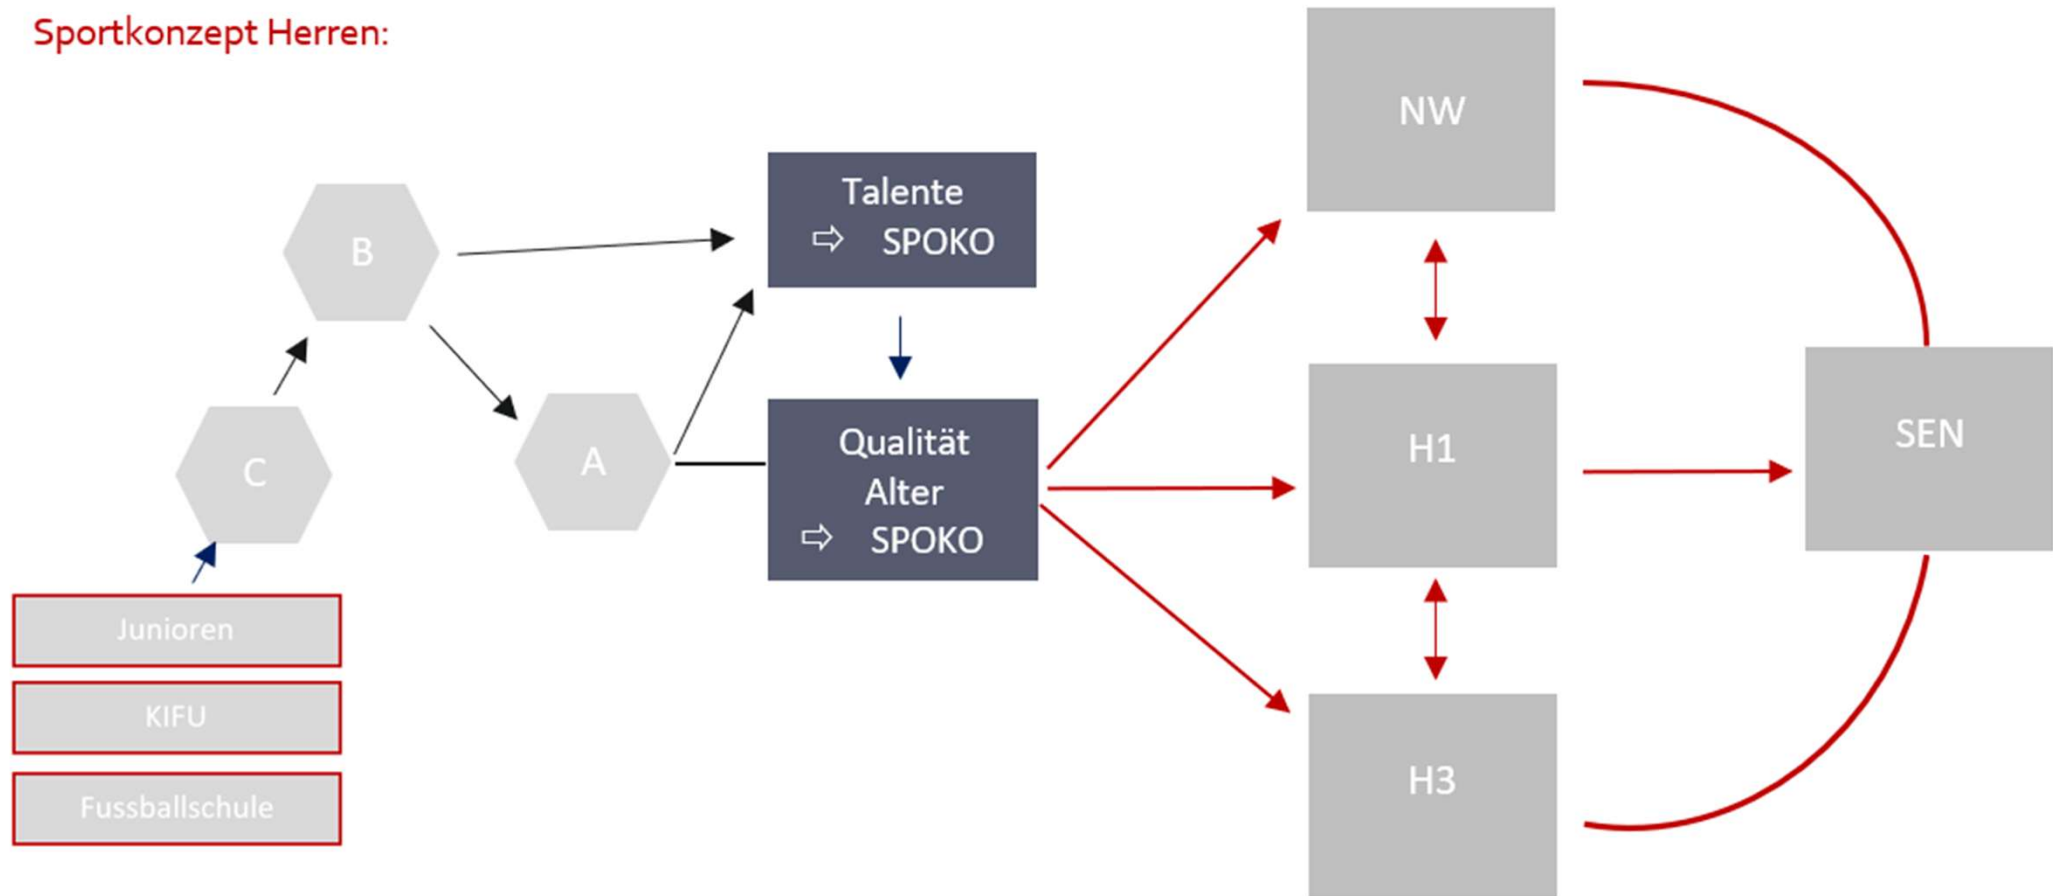 Sportkonzept Herren:
NW
Talente
⇨ SPOKO
B
Qualität
Alter
⇨ SPOKO
A
C
H1
SEN
Junioren
KIFU
Fussballschule
H3